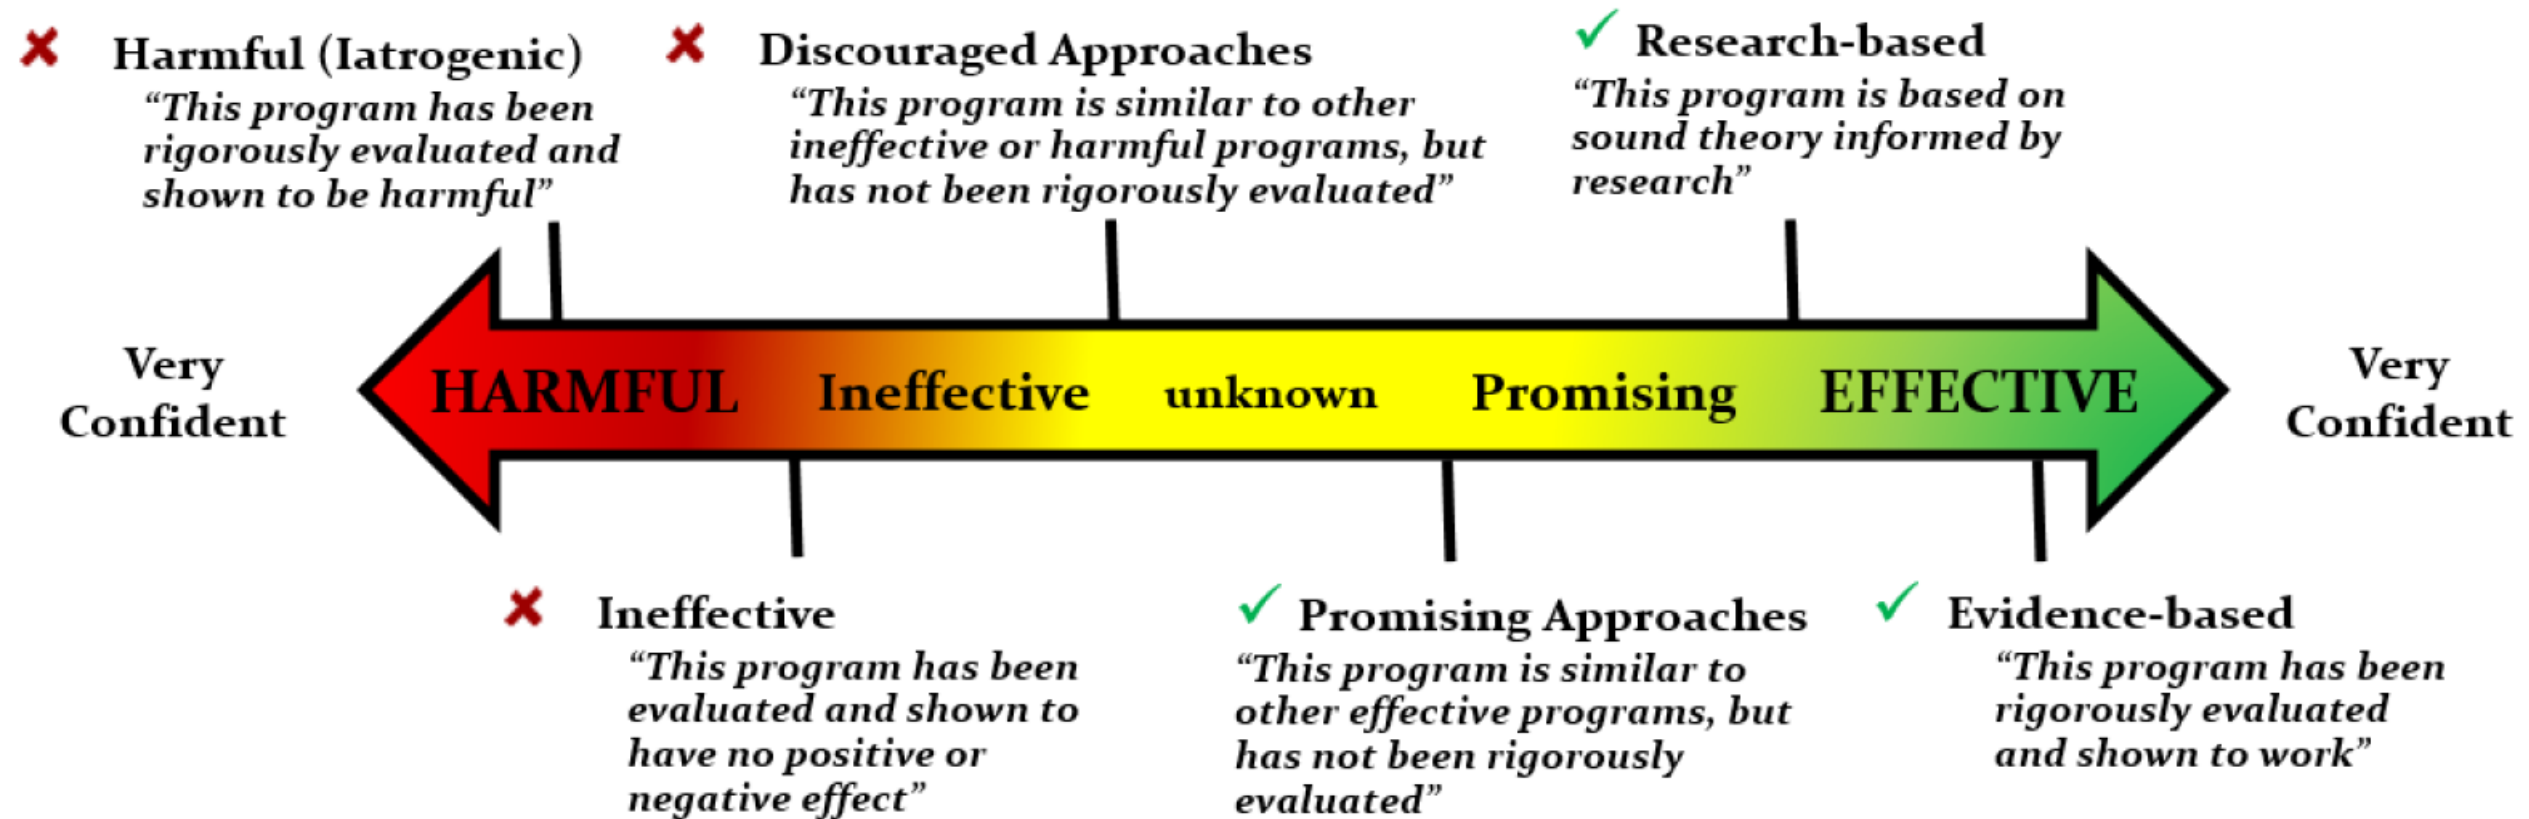 Harmful (Iatrogenic)
“This program has been
rigorously evaluated and
shown to be harmful”
Discouraged Approaches
“This program is similar to other
ineffective or harmful programs, but
has not been rigorously evaluated”
Research-based
“This program is based on
sound theory informed by
research”
Very
Confident
HARMFUL
Ineffective
unknown
Promising
EFFECTIVE
Very
Confident
Ineffective
“This program has been
evaluated and shown to
have no positive or
negative effect”
Promising Approaches
“This program is similar to
other effective programs, but
has not been rigorously
evaluated”
Evidence-based
“This program has been
rigorously evaluated
and shown to work”